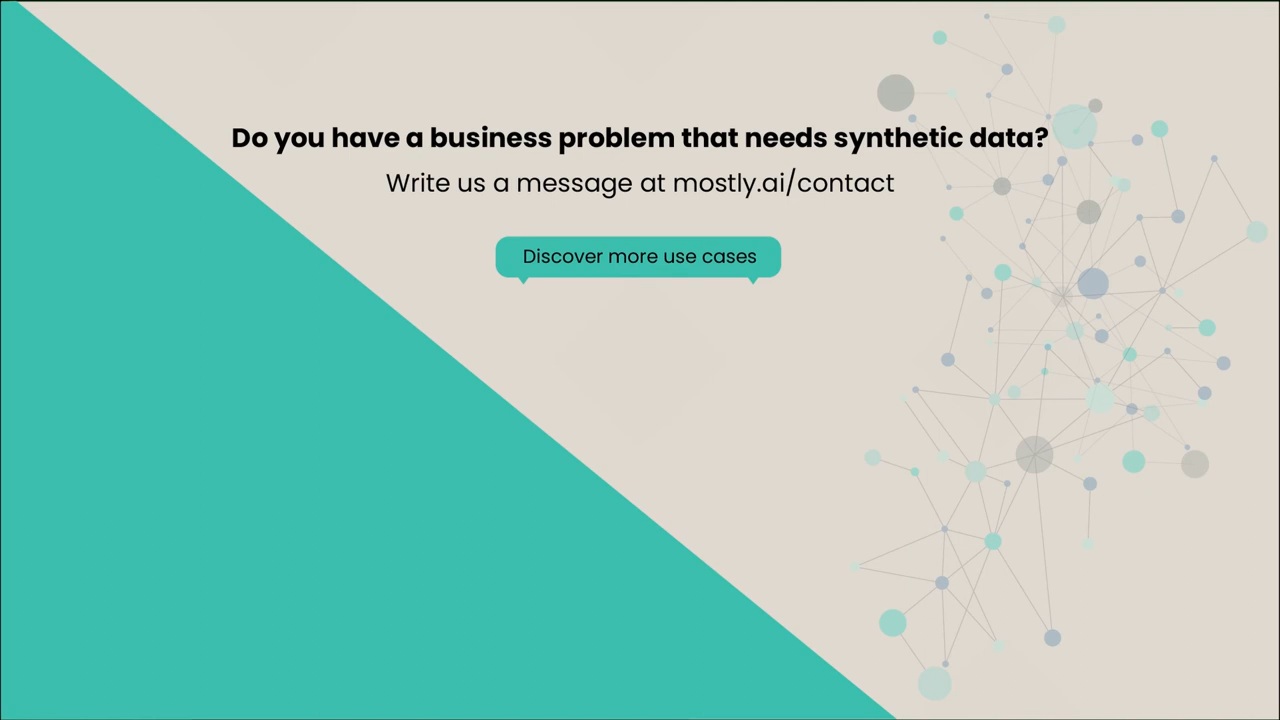 Do you have a business problem that needs synthetic data?
Write us a message at mostly.ai/contact
Discover more use cases